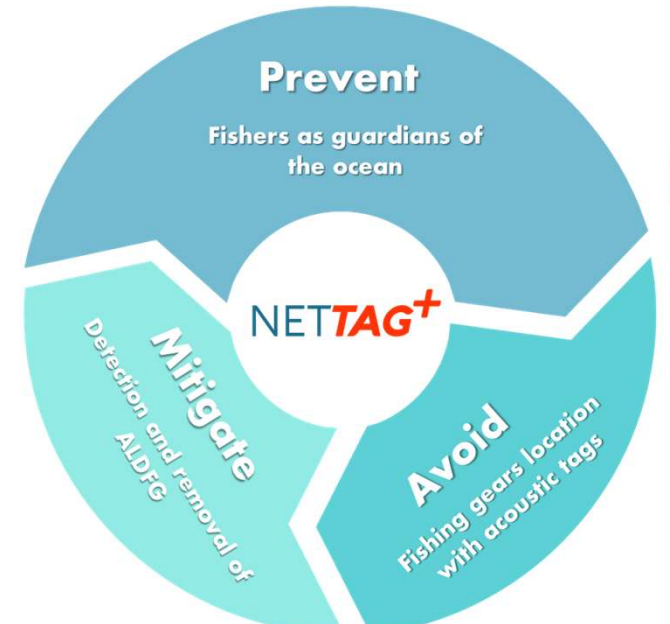 Prevent
Fishers as guardians of
the ocean
NETTAG+
Mitigate
Detection and removal of
ALDFG
Avoid
Fishing gears location
with acoustic tags